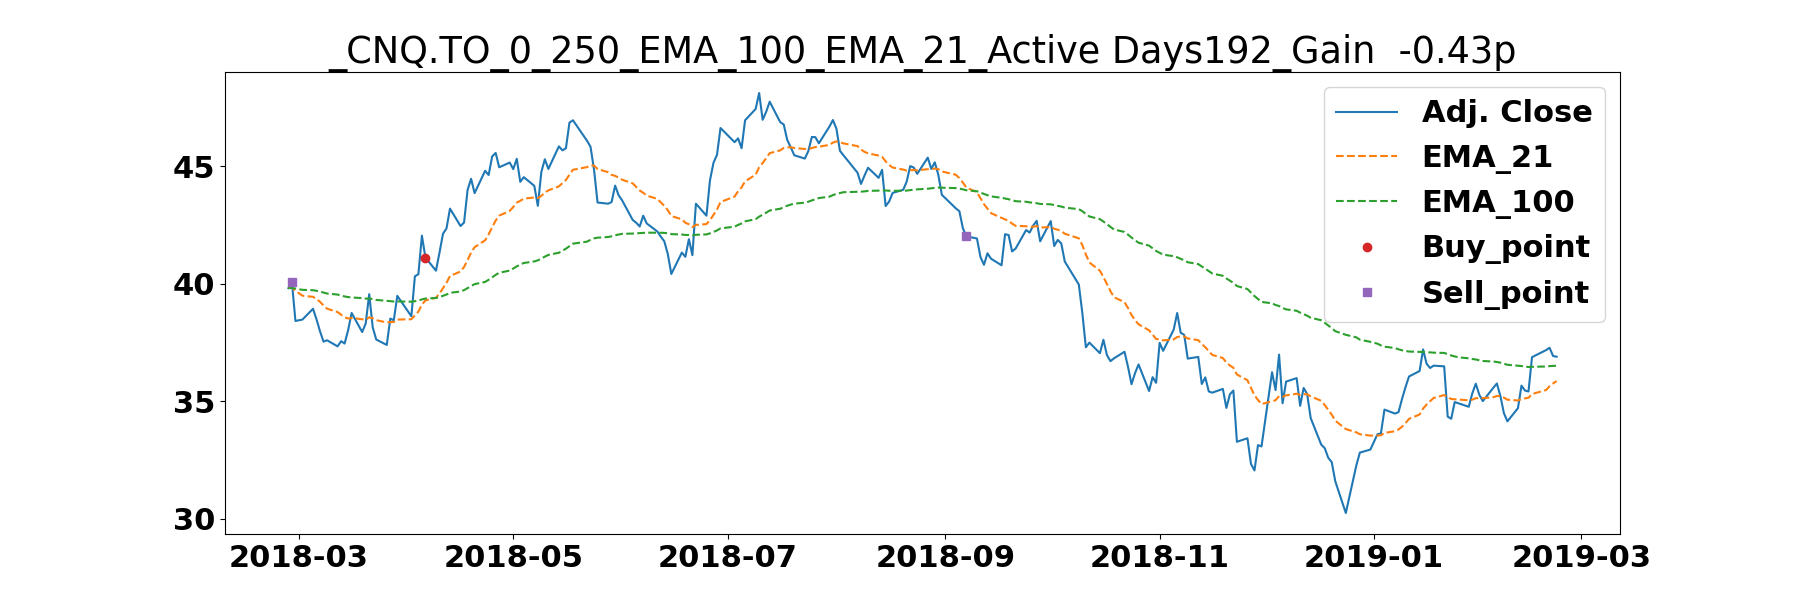 _CNQ.TO_0_250_EMA_100_EMA_21_Active Days192_Gain  -0.43p
Adj. Close
EMA_21
EMA_100
Buy_point
Sell_point
45
40
35
30
2018-03 2018-05 2018-07 2018-09 2018-11 2019-01 2019-03